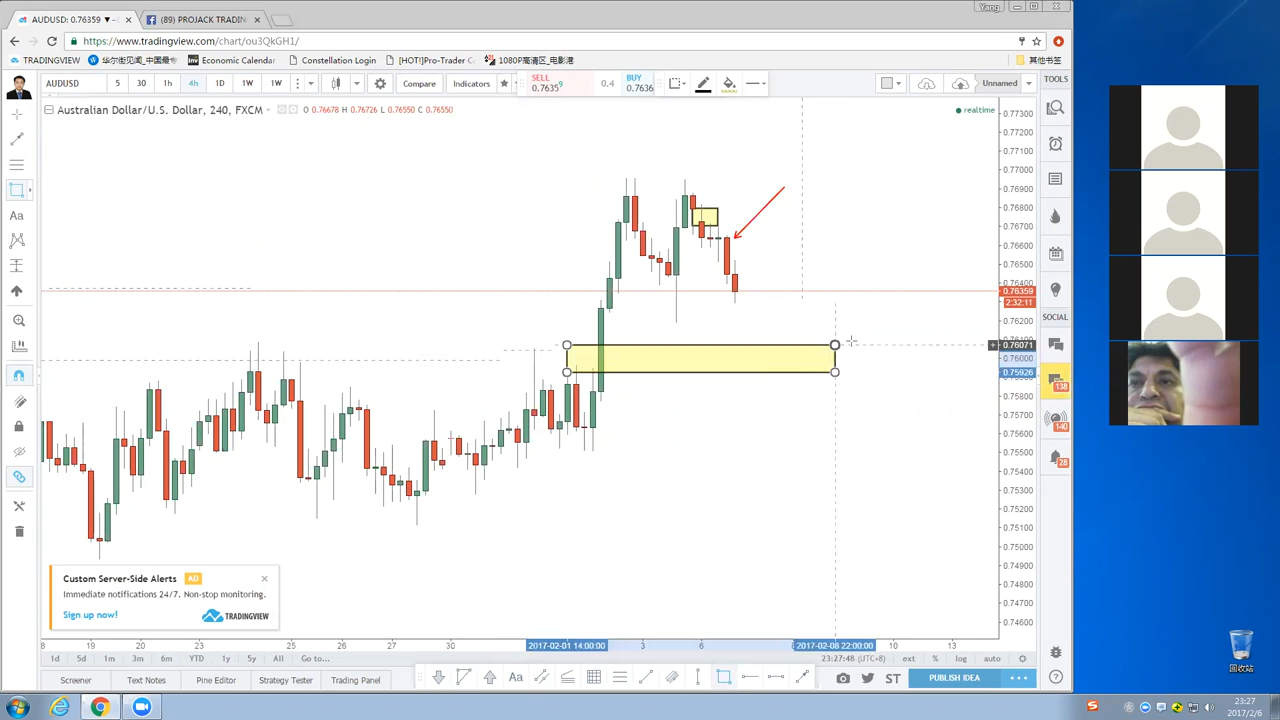 AUDUSD: 0.76359 ▼ –
(89) PROJACK TRADIN
Yang
https://www.tradingview.com/chart/ou3QkGH1/
TRADINGVIEW
华尔街见闻_中国最专
Economic Calendar
Constellation Login
[HOT!]Pro-Trader C
1080P高清区_电影港
其他书签
AUDUSD
5
30
1h
4h
1D
1W
1W
Compare
Indicators
SELL
0.76359
0.4
BUY
0.7636
Unnamed
TOOLS
Australian Dollar/U.S. Dollar, 240, FXCM
O 0.76678 H 0.76726 L 0.76550 C 0.76550
realtime
0.77300
0.77200
0.77100
0.77000
0.76900
0.76800
0.76700
0.76600
0.76500
0.76400
0.76359
2:32:11
0.76200
0.76071
0.76000
0.75926
0.75800
0.75700
0.75600
0.75500
0.75400
0.75300
0.75200
0.75100
0.75000
0.74900
0.74800
0.74700
0.74600
SOCIAL
138
140
28
Custom Server-Side Alerts
AD
Immediate notifications 24/7. Non-stop monitoring.
Sign up now!
TRADINGVIEW
8
19
20
23
25
26
30
2017-02-01 14:00:00
3
6
2017-02-08 22:00:00
10
13
1d
5d
1m
3m
6m
YTD
1y
5y
All
Go to...
23:27:48 (UTC+8)
ext
%
log
auto
Screener
Text Notes
Pine Editor
Strategy Tester
Trading Panel
Aa
ST
PUBLISH IDEA
回收站
23:27
2017/2/6